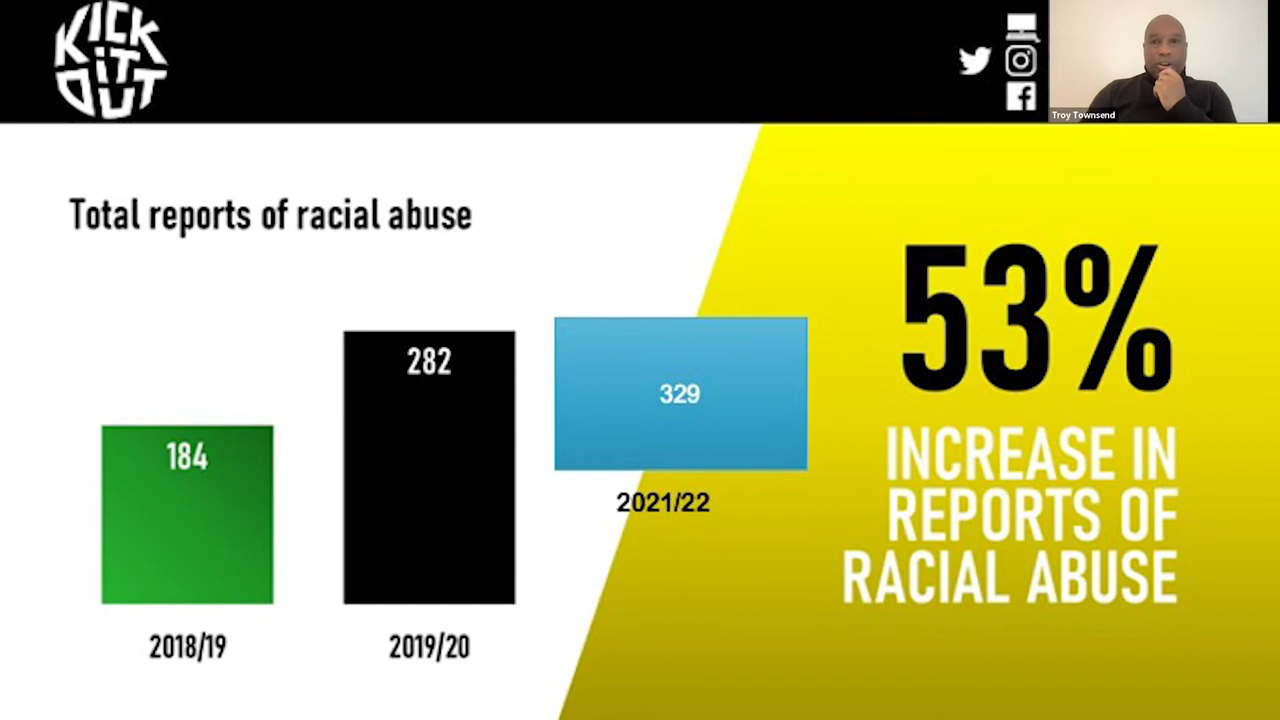 KICK
iT
OUT
Troy Townsend
Total reports of racial abuse
184
282
329
2018/19
2019/20
2021/22
53%
INCREASE IN
REPORTS OF
RACIAL ABUSE